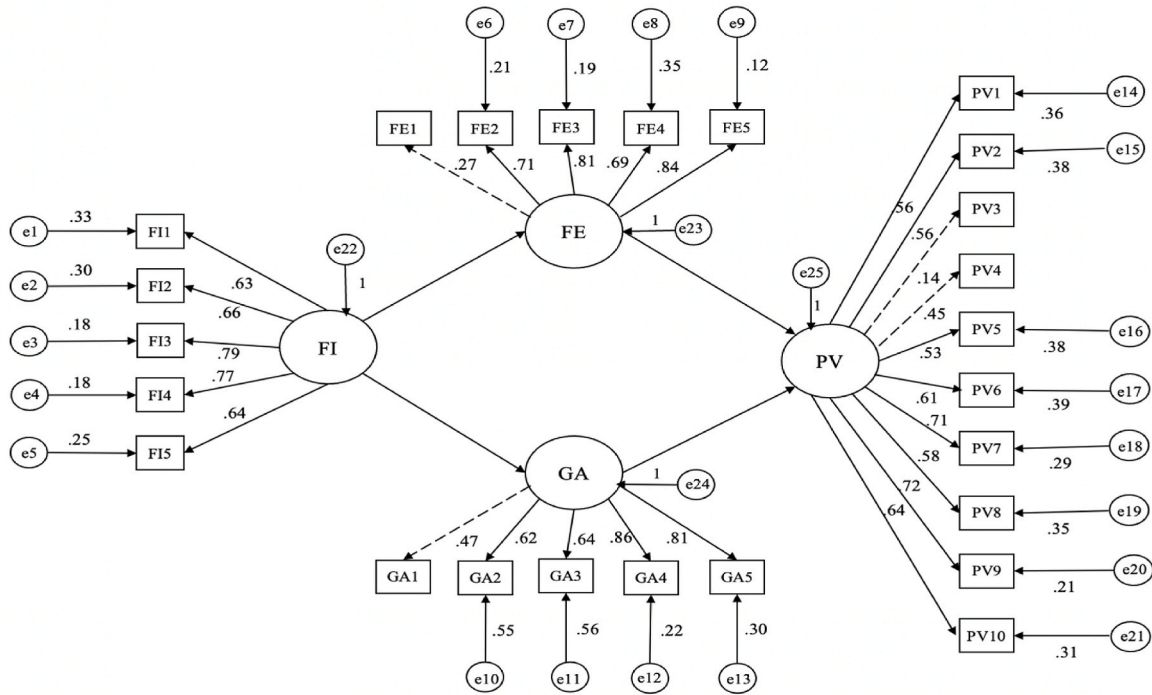 e6 e7 e8 e9
.21 .19 .35 .12
FE1 FE2 FE3 FE4 FE5
.27 .71 .81 .69 .84
FE
1 e23
e1 .33 FI1
e2 .30 FI2
e3 .18 FI3
e4 .18 FI4
e5 .25 FI5
.63
.66
.79
.77
.64
e22
1
FI
GA
1 e24
.47 .62 .64 .86 .81
GA1 GA2 GA3 GA4 GA5
.55 .56 .22 .30
e10 e11 e12 e13
e25
1
PV
.56
.56
.14
.45
.53
.61
.71
.58
.72
.64
PV1 .36 e14
PV2 .38 e15
PV3
PV4
PV5 .38 e16
PV6 .39 e17
PV7 .29 e18
PV8 .35 e19
PV9 .21 e20
PV10 .31 e21